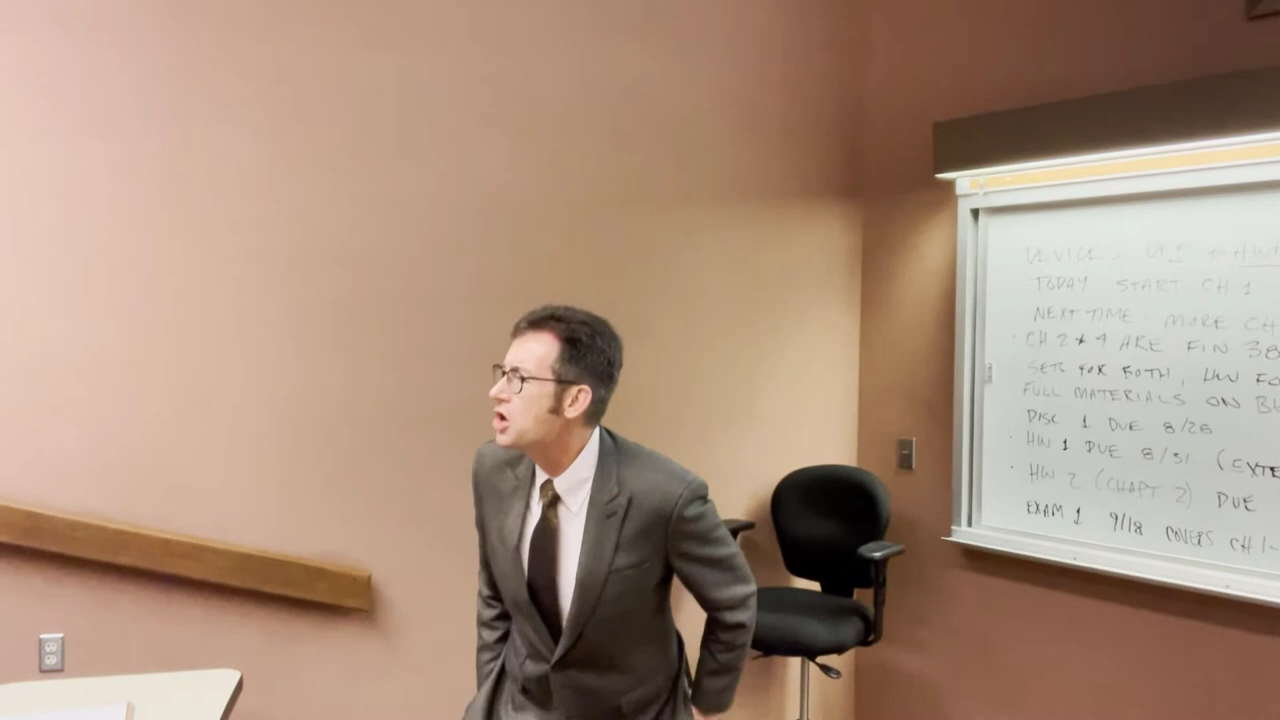 DEVICE
TODAY START CH 1
NEXT TIME: MORE CH
· CH 2 & 4 ARE FIN 38
SETS FOR BOTH, HW FO
FULL MATERIALS ON BL
DISC 1 DUE 8/28
· HW 1 DUE 8/31 (EXTE
· HW 2 (CHAPT 2) DUE
EXAM 1 9/18 COVERS CH 1-